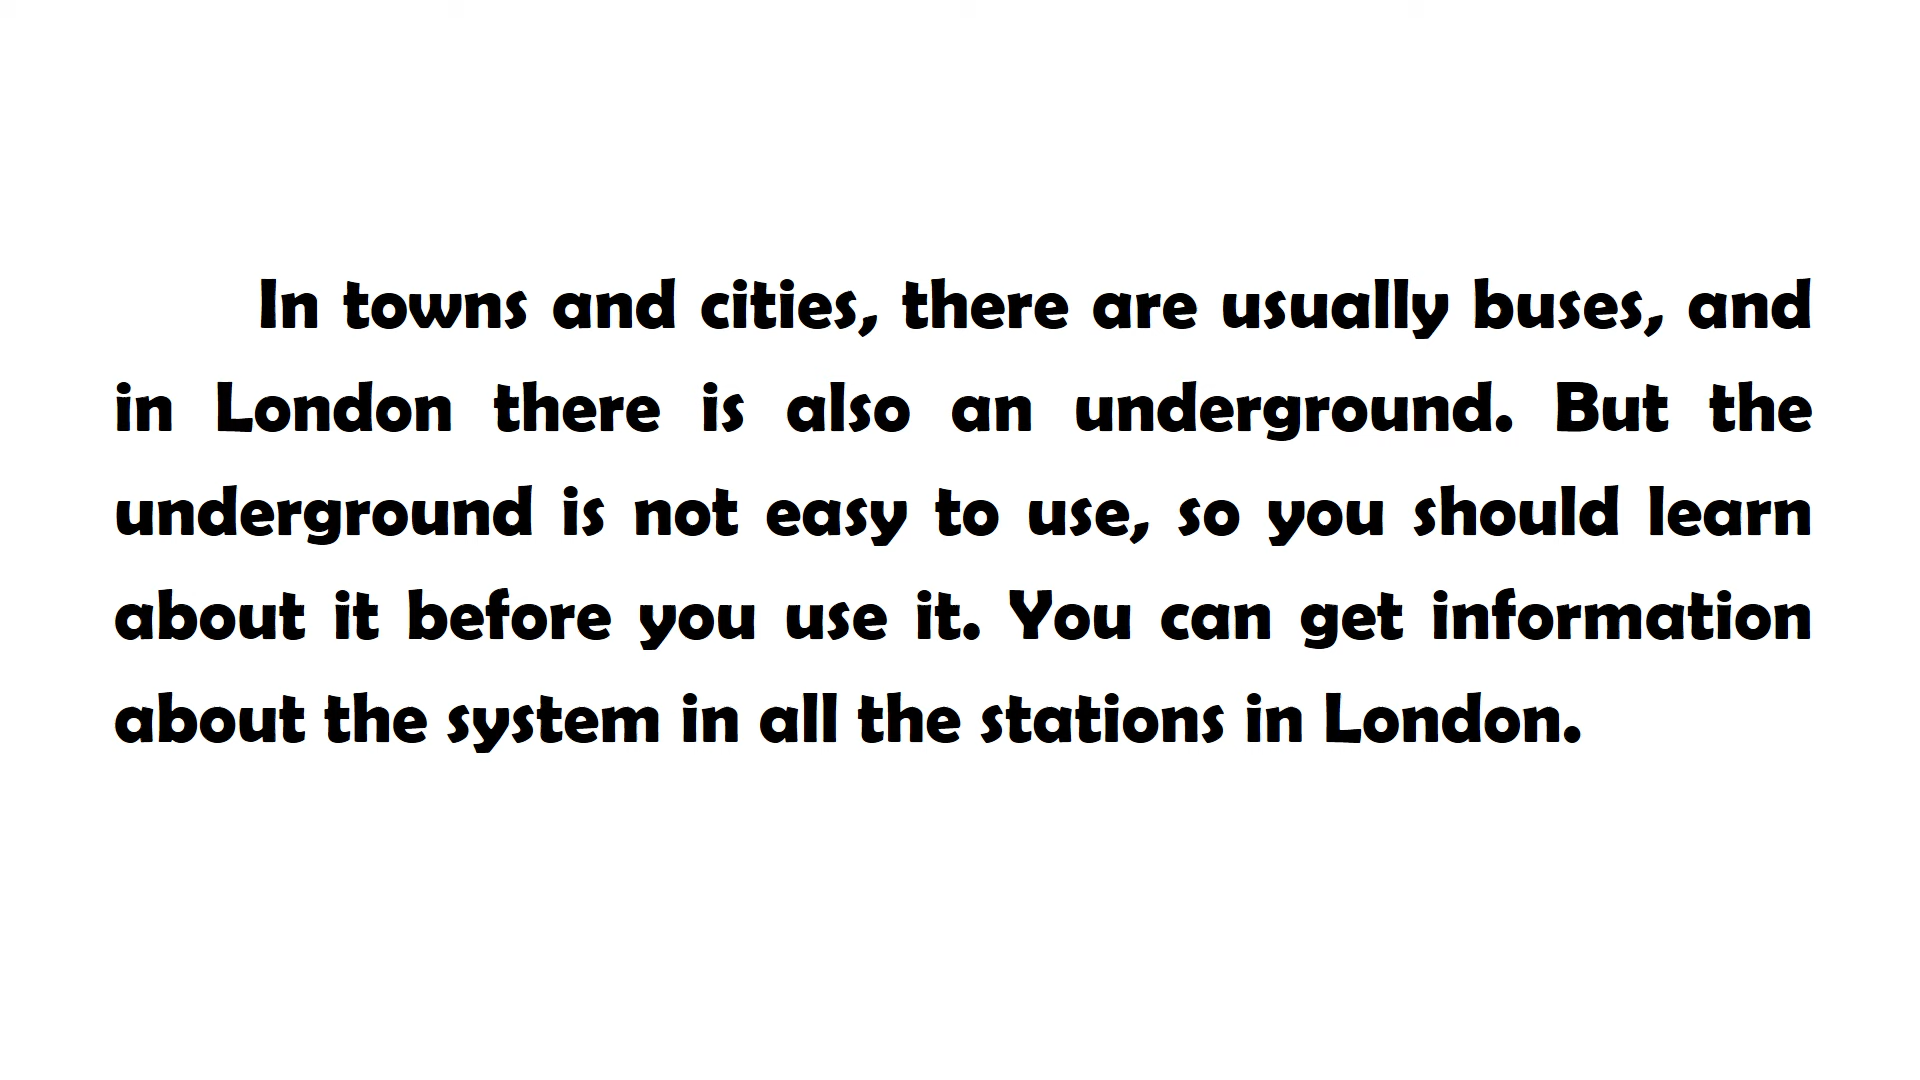 In towns and cities, there are usually buses, and
in London there is also an underground. But the
underground is not easy to use, so you should learn
about it before you use it. You can get information
about the system in all the stations in London.